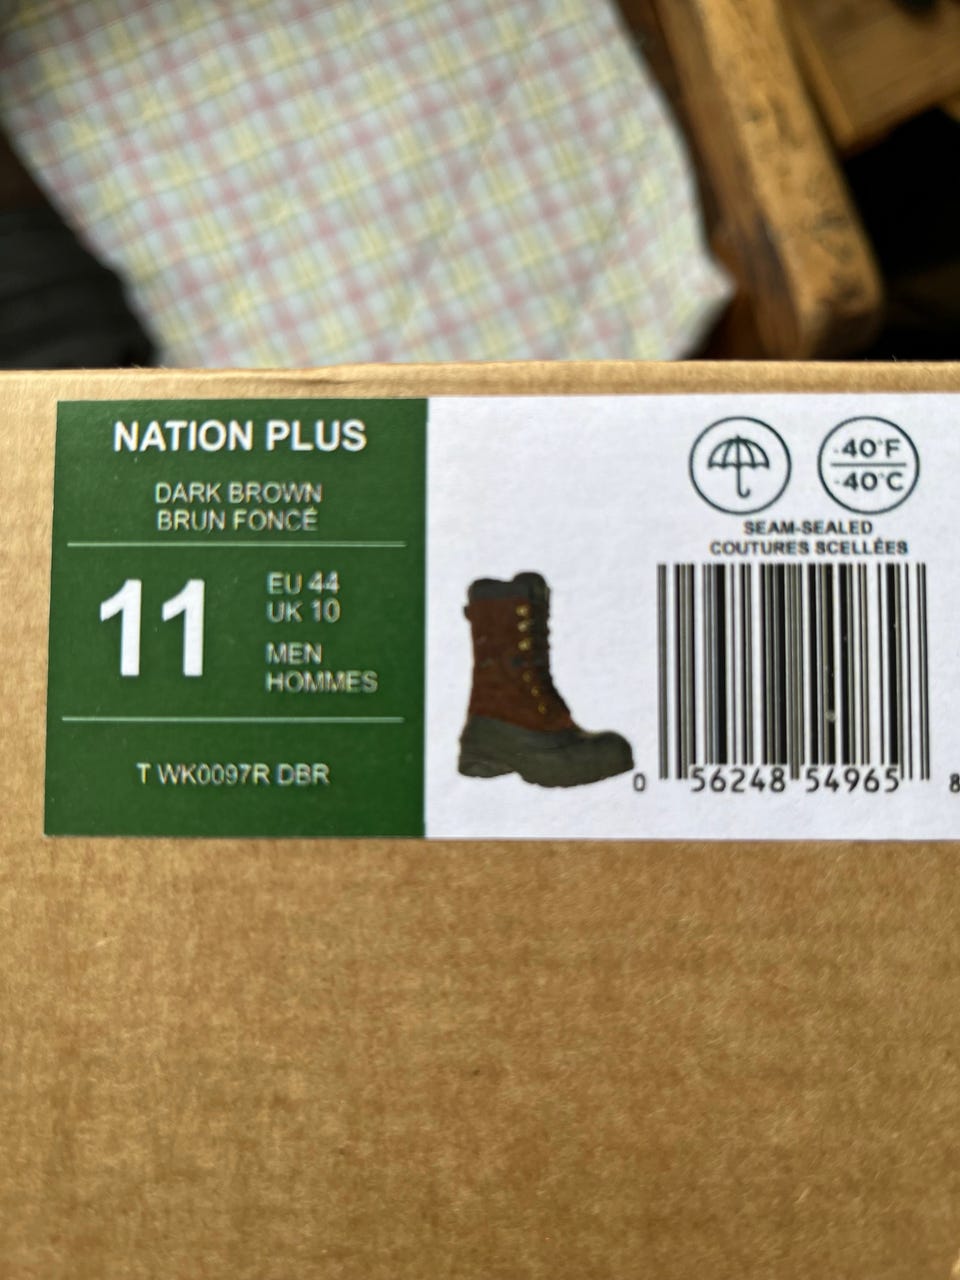 NATION PLUS
DARK BROWN
BRUN FONCÉ
11
EU 44
UK 10
MEN
HOMMES
T WK0097R DBR
-40°F
-40°C
SEAM-SEALED
COUTURES SCELLÉES
0 56248 54965 8